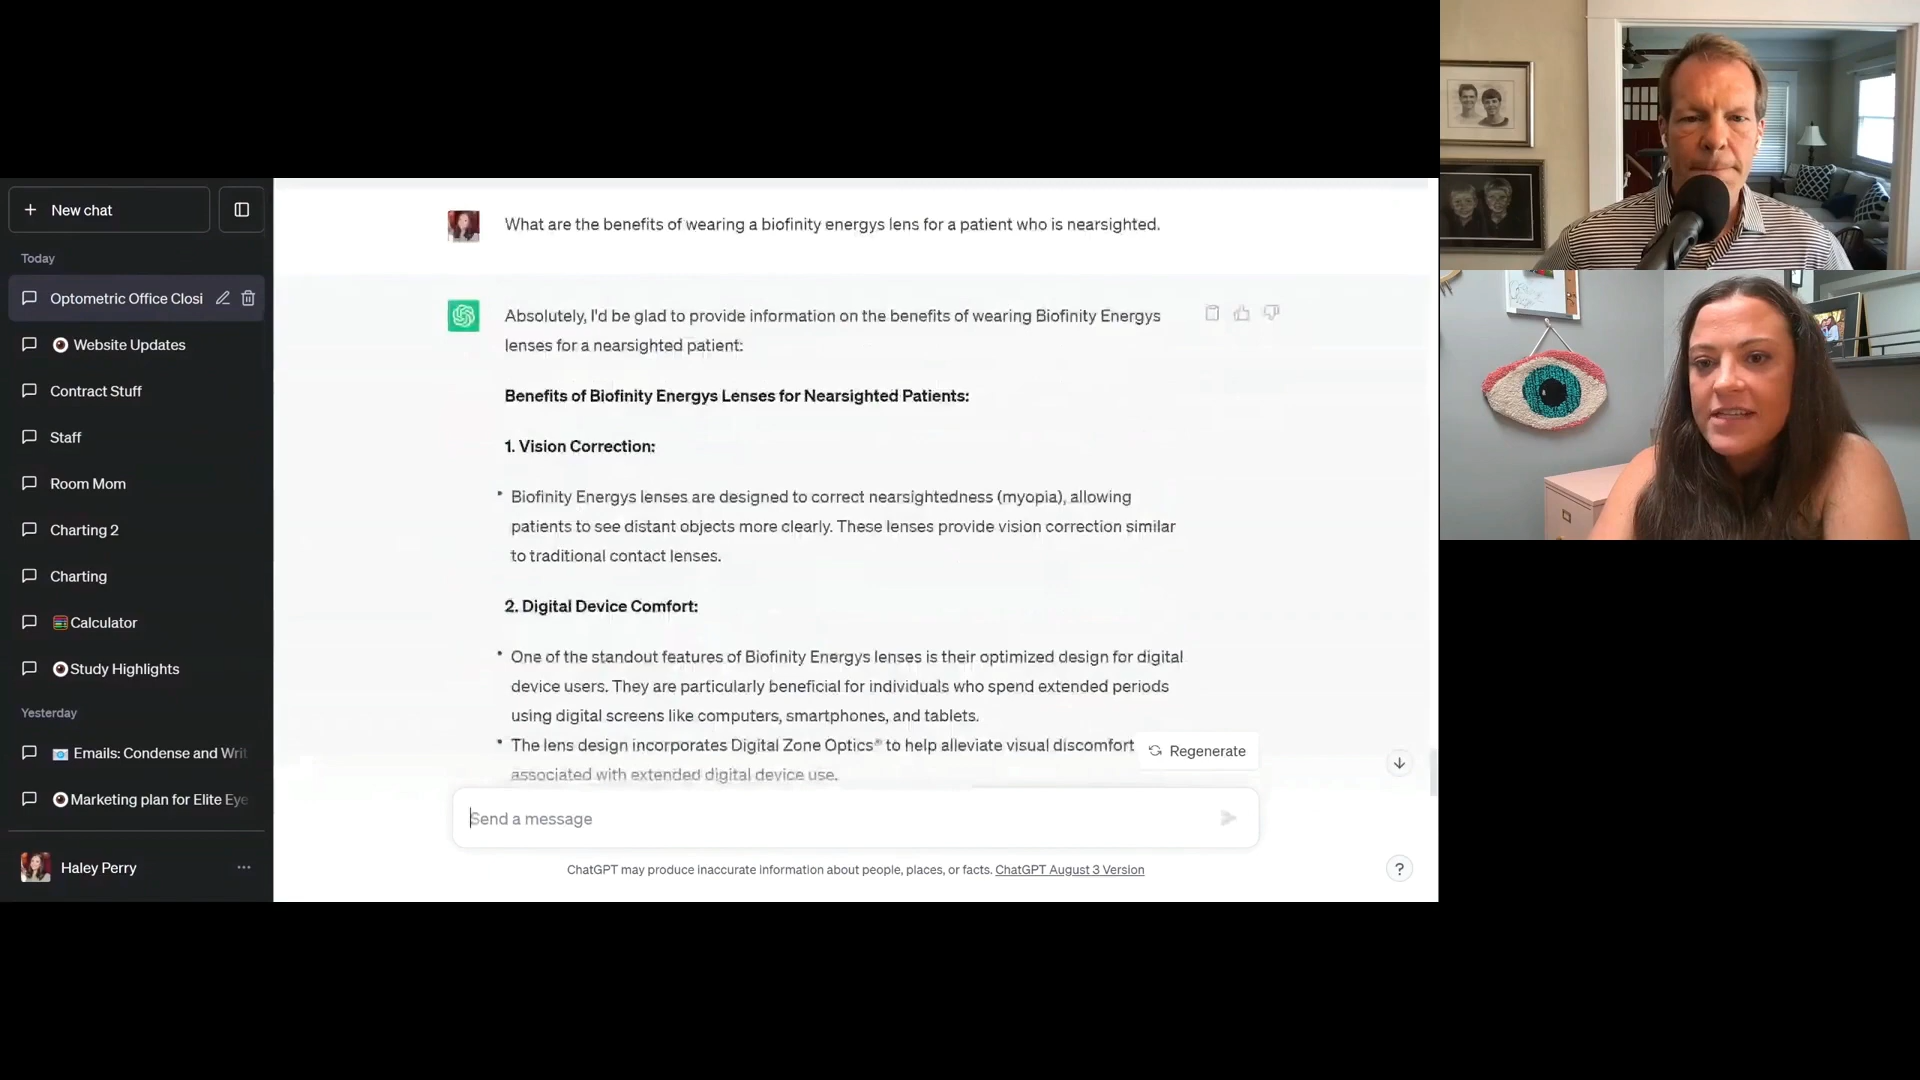 New chat
Today
Optometric Office Closi
Website Updates
Contract Stuff
Staff
Room Mom
Charting 2
Charting
Calculator
Study Highlights
Yesterday
Emails: Condense and Writ
Marketing plan for Elite Eye
Haley Perry
What are the benefits of wearing a biofinity energys lens for a patient who is nearsighted.
Absolutely, I'd be glad to provide information on the benefits of wearing Biofinity Energys
lenses for a nearsighted patient:
Benefits of Biofinity Energys Lenses for Nearsighted Patients:
1. Vision Correction:
• Biofinity Energys lenses are designed to correct nearsightedness (myopia), allowing
patients to see distant objects more clearly. These lenses provide vision correction similar
to traditional contact lenses.
2. Digital Device Comfort:
• One of the standout features of Biofinity Energys lenses is their optimized design for digital
device users. They are particularly beneficial for individuals who spend extended periods
using digital screens like computers, smartphones, and tablets.
• The lens design incorporates Digital Zone Optics® to help alleviate visual discomfort
associated with extended digital device use.
Regenerate
Send a message
ChatGPT may produce inaccurate information about people, places, or facts. ChatGPT August 3 Version
?